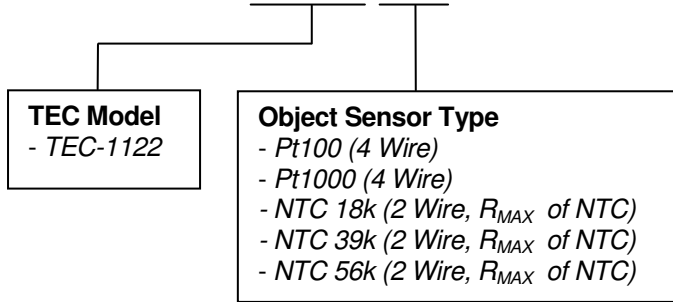 TEC Model
- TEC-1122
Object Sensor Type
- Pt100 (4 Wire)
- Pt1000 (4 Wire)
- NTC 18k (2 Wire, RMAX of NTC)
- NTC 39k (2 Wire, RMAX of NTC)
- NTC 56k (2 Wire, RMAX of NTC)